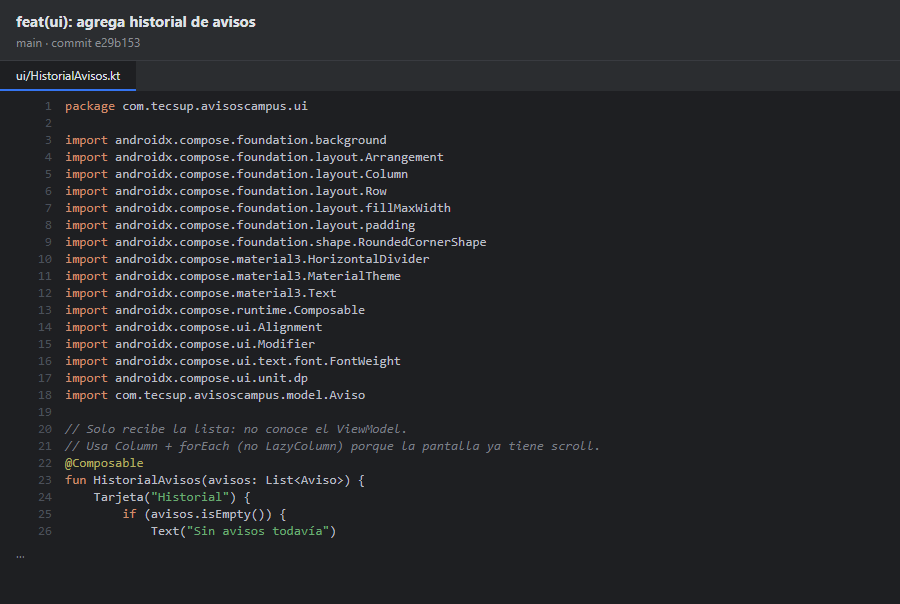 feat(ui): agrega historial de avisos
main · commit e29b153
ui/HistorialAvisos.kt
1 package com.tecsup.avisoscampus.ui
2
3 import androidx.compose.foundation.background
4 import androidx.compose.foundation.layout.Arrangement
5 import androidx.compose.foundation.layout.Column
6 import androidx.compose.foundation.layout.Row
7 import androidx.compose.foundation.layout.fillMaxWidth
8 import androidx.compose.foundation.layout.padding
9 import androidx.compose.foundation.shape.RoundedCornerShape
10 import androidx.compose.material3.HorizontalDivider
11 import androidx.compose.material3.MaterialTheme
12 import androidx.compose.material3.Text
13 import androidx.compose.runtime.Composable
14 import androidx.compose.ui.Alignment
15 import androidx.compose.ui.Modifier
16 import androidx.compose.ui.text.font.FontWeight
17 import androidx.compose.ui.unit.dp
18 import com.tecsup.avisoscampus.model.Aviso
19
20 // Solo recibe la lista: no conoce el ViewModel.
21 // Usa Column + forEach (no LazyColumn) porque la pantalla ya tiene scroll.
22 @Composable
23 fun HistorialAvisos(avisos: List<Aviso>) {
24     Tarjeta("Historial") {
25         if (avisos.isEmpty()) {
26             Text("Sin avisos todavía")
…